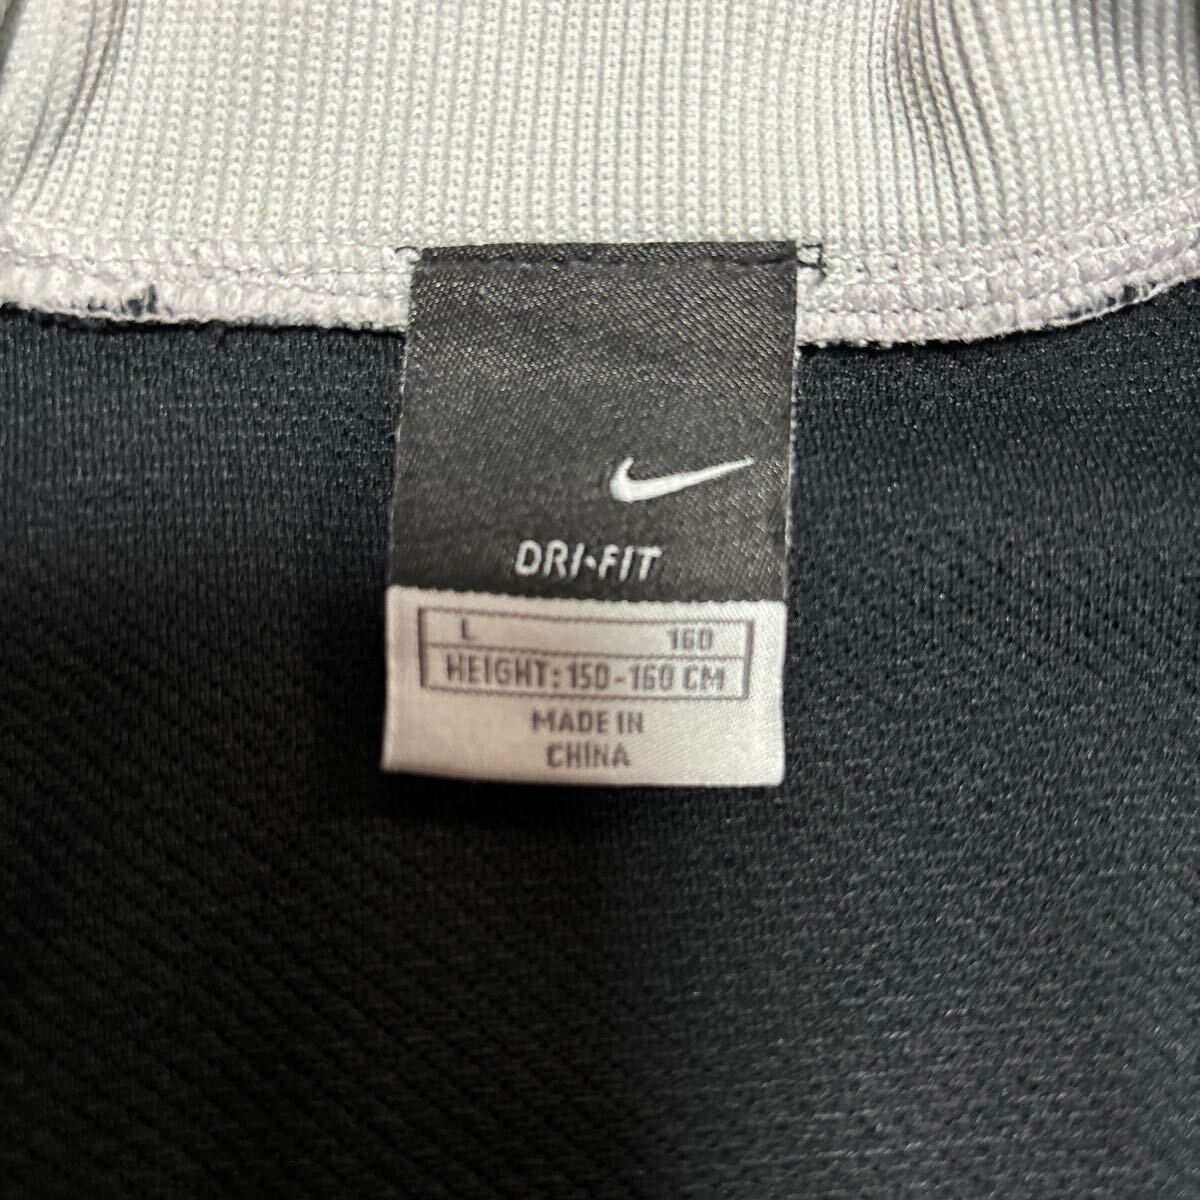 DRI-FIT
L 160
HEIGHT: 150-160 CM
MADE IN
CHINA